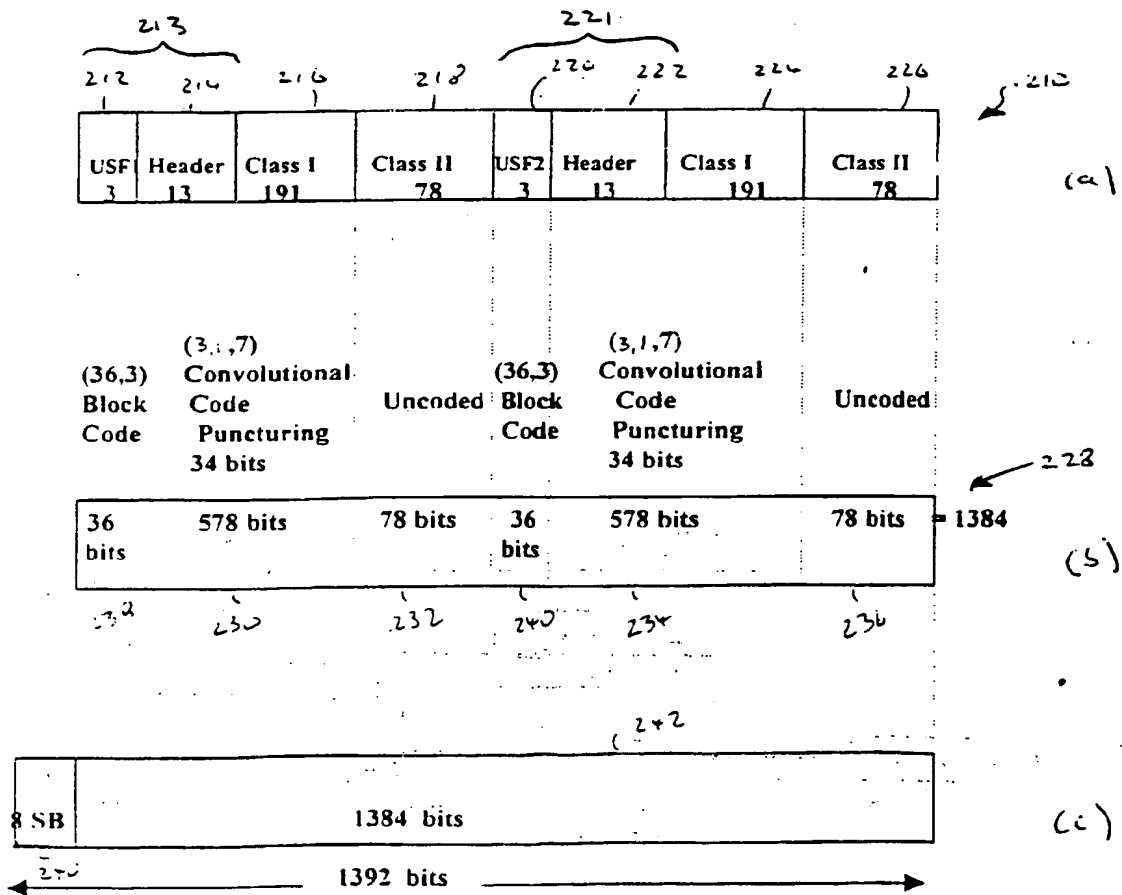 213 221
212 214 216 218 220 222 224 226 210
USF1 Header Class I Class II USF2 Header Class I Class II
3 13 191 78 3 13 191 78
(a)
(36,3) Block Code
(3,1,7) Convolutional Code Puncturing 34 bits
Uncoded
(36,3) Block Code
(3,1,7) Convolutional Code Puncturing 34 bits
Uncoded
228
36 bits 578 bits 78 bits 36 bits 578 bits 78 bits = 1384
(b)
230 232 240 234 236
242
8 SB 1384 bits
(c)
1392 bits